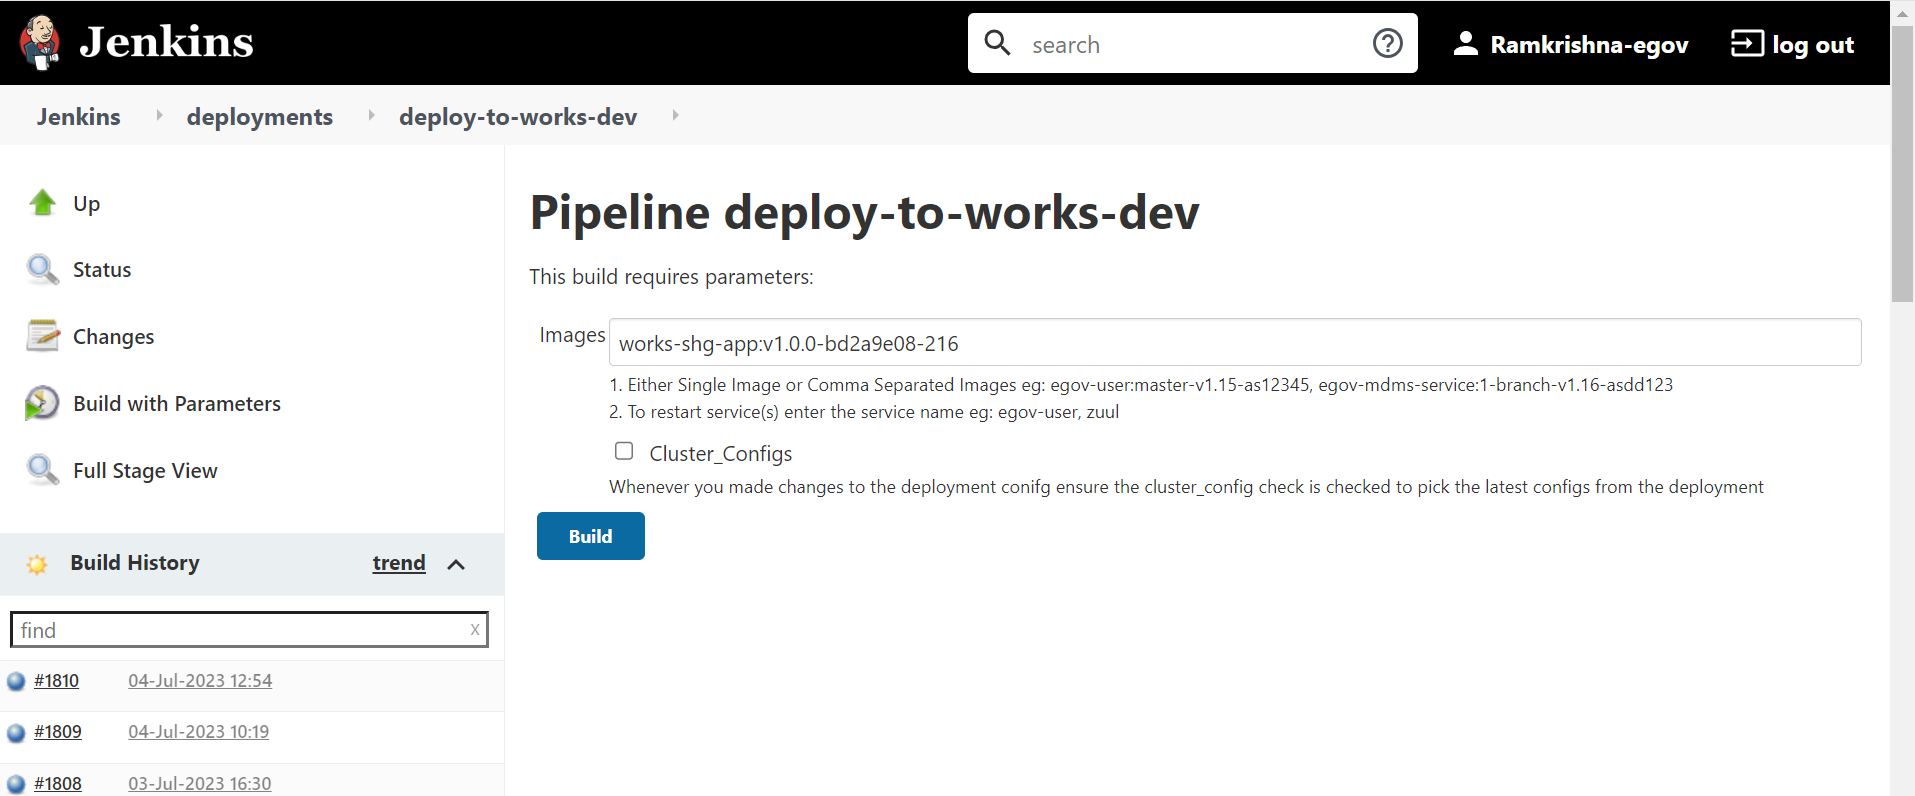 Jenkins
search
Ramkrishna-egov
log out
Jenkins
deployments
deploy-to-works-dev
Up
Status
Changes
Build with Parameters
Full Stage View
Build History
trend
find
x
#1810 04-Jul-2023 12:54
#1809 04-Jul-2023 10:19
#1808 03-Jul-2023 16:30
Pipeline deploy-to-works-dev
This build requires parameters:
Images
works-shg-app:v1.0.0-bd2a9e08-216
1. Either Single Image or Comma Separated Images eg: egov-user:master-v1.15-as12345, egov-mdms-service:1-branch-v1.16-asdd123
2. To restart service(s) enter the service name eg: egov-user, zuul
Cluster_Configs
Whenever you made changes to the deployment conifg ensure the cluster_config check is checked to pick the latest configs from the deployment
Build